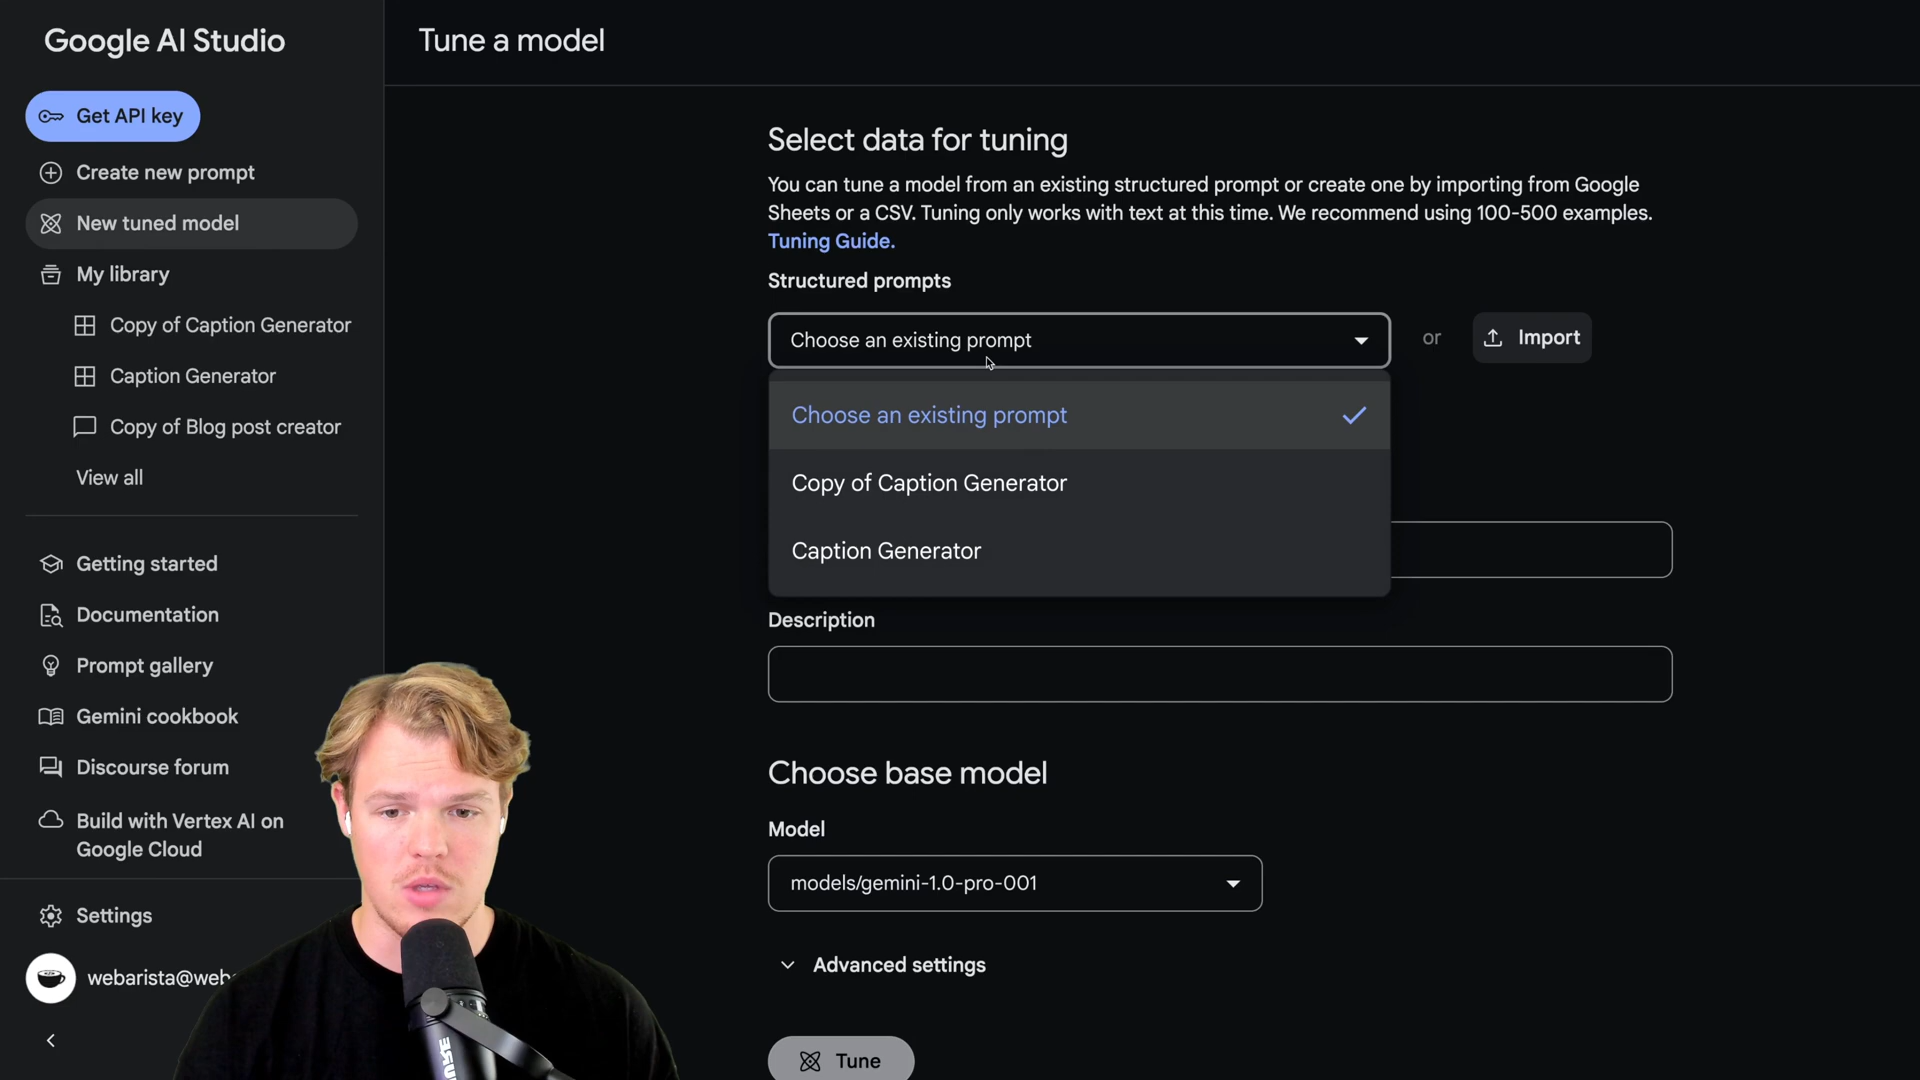 Google AI Studio
Tune a model
Get API key
Create new prompt
New tuned model
My library
Copy of Caption Generator
Caption Generator
Copy of Blog post creator
View all
Getting started
Documentation
Prompt gallery
Gemini cookbook
Discourse forum
Build with Vertex AI on
Google Cloud
Settings
webarista@web
Select data for tuning
You can tune a model from an existing structured prompt or create one by importing from Google
Sheets or a CSV. Tuning only works with text at this time. We recommend using 100-500 examples.
Tuning Guide.
Structured prompts
Choose an existing prompt
or
Import
Choose an existing prompt
Copy of Caption Generator
Caption Generator
Description
Choose base model
Model
models/gemini-1.0-pro-001
Advanced settings
Tune